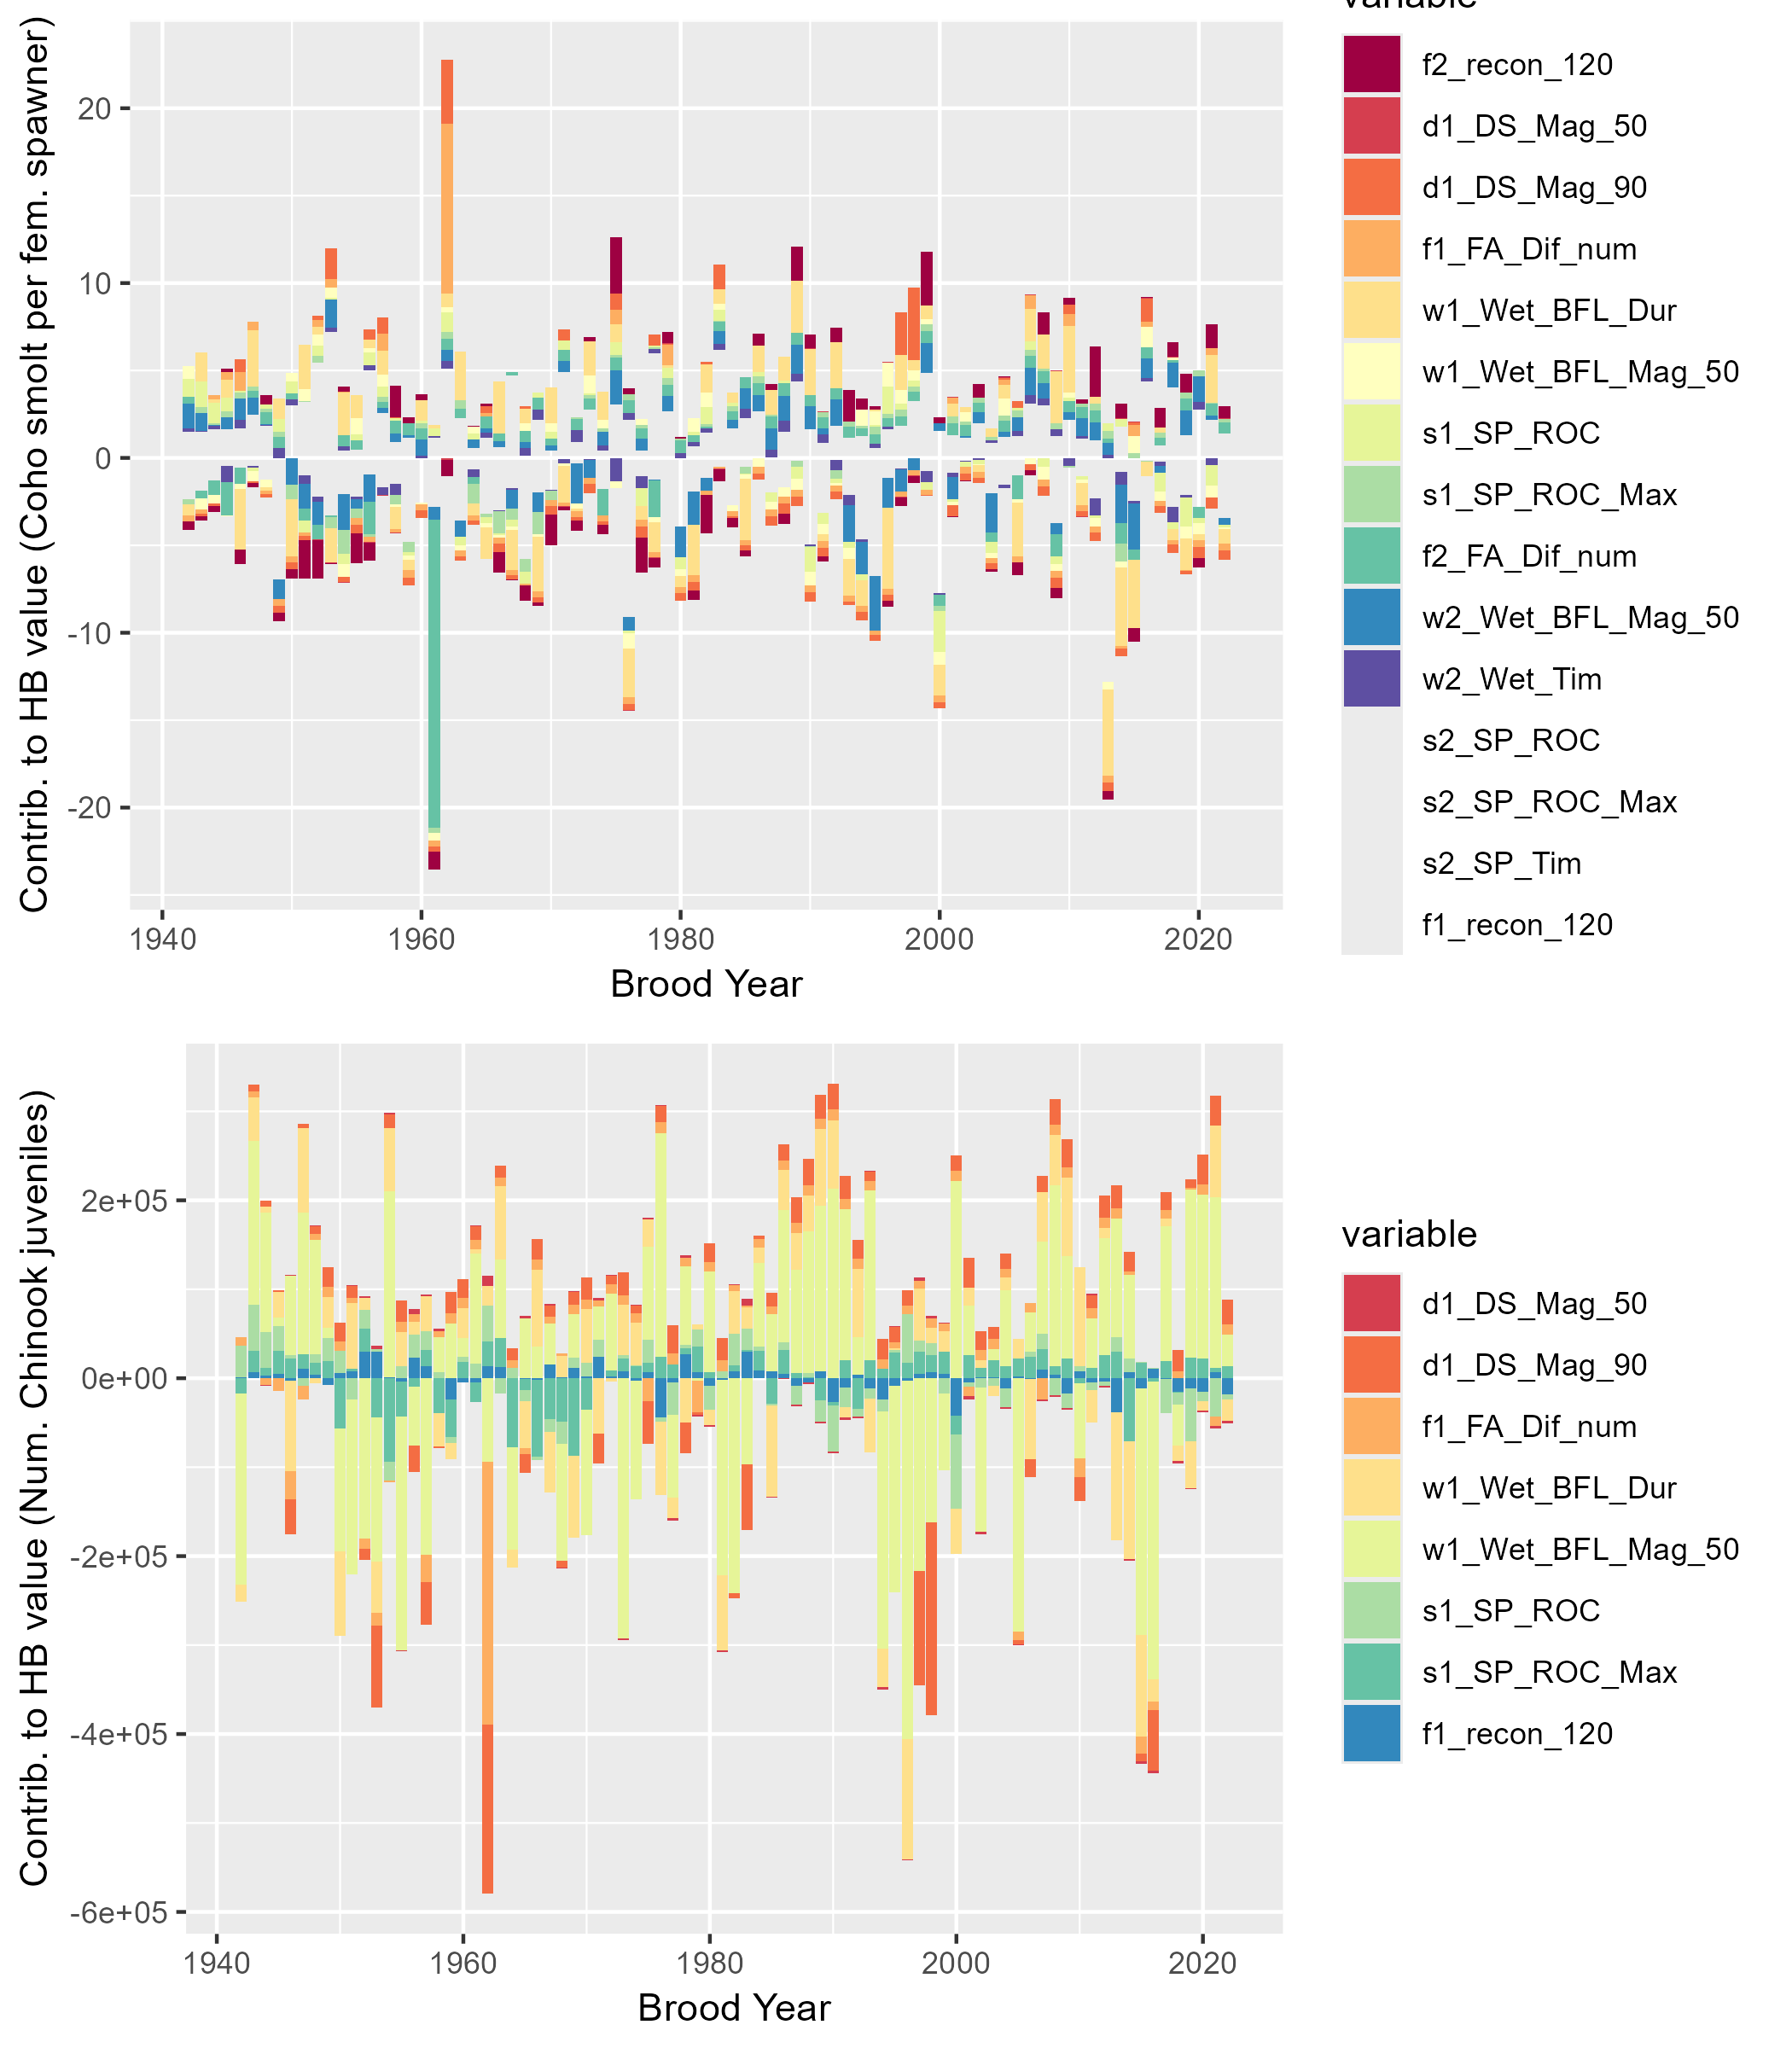 variable
Contrib. to HB value (Coho smolt per fem. spawner)
20
10
0
-10
-20
1940 1960 1980 2000 2020
Brood Year
f2_recon_120
d1_DS_Mag_50
d1_DS_Mag_90
f1_FA_Dif_num
w1_Wet_BFL_Dur
w1_Wet_BFL_Mag_50
s1_SP_ROC
s1_SP_ROC_Max
f2_FA_Dif_num
w2_Wet_BFL_Mag_50
w2_Wet_Tim
s2_SP_ROC
s2_SP_ROC_Max
s2_SP_Tim
f1_recon_120
Contrib. to HB value (Num. Chinook juveniles)
2e+05
0e+00
-2e+05
-4e+05
-6e+05
1940 1960 1980 2000 2020
Brood Year
variable
d1_DS_Mag_50
d1_DS_Mag_90
f1_FA_Dif_num
w1_Wet_BFL_Dur
w1_Wet_BFL_Mag_50
s1_SP_ROC
s1_SP_ROC_Max
f1_recon_120